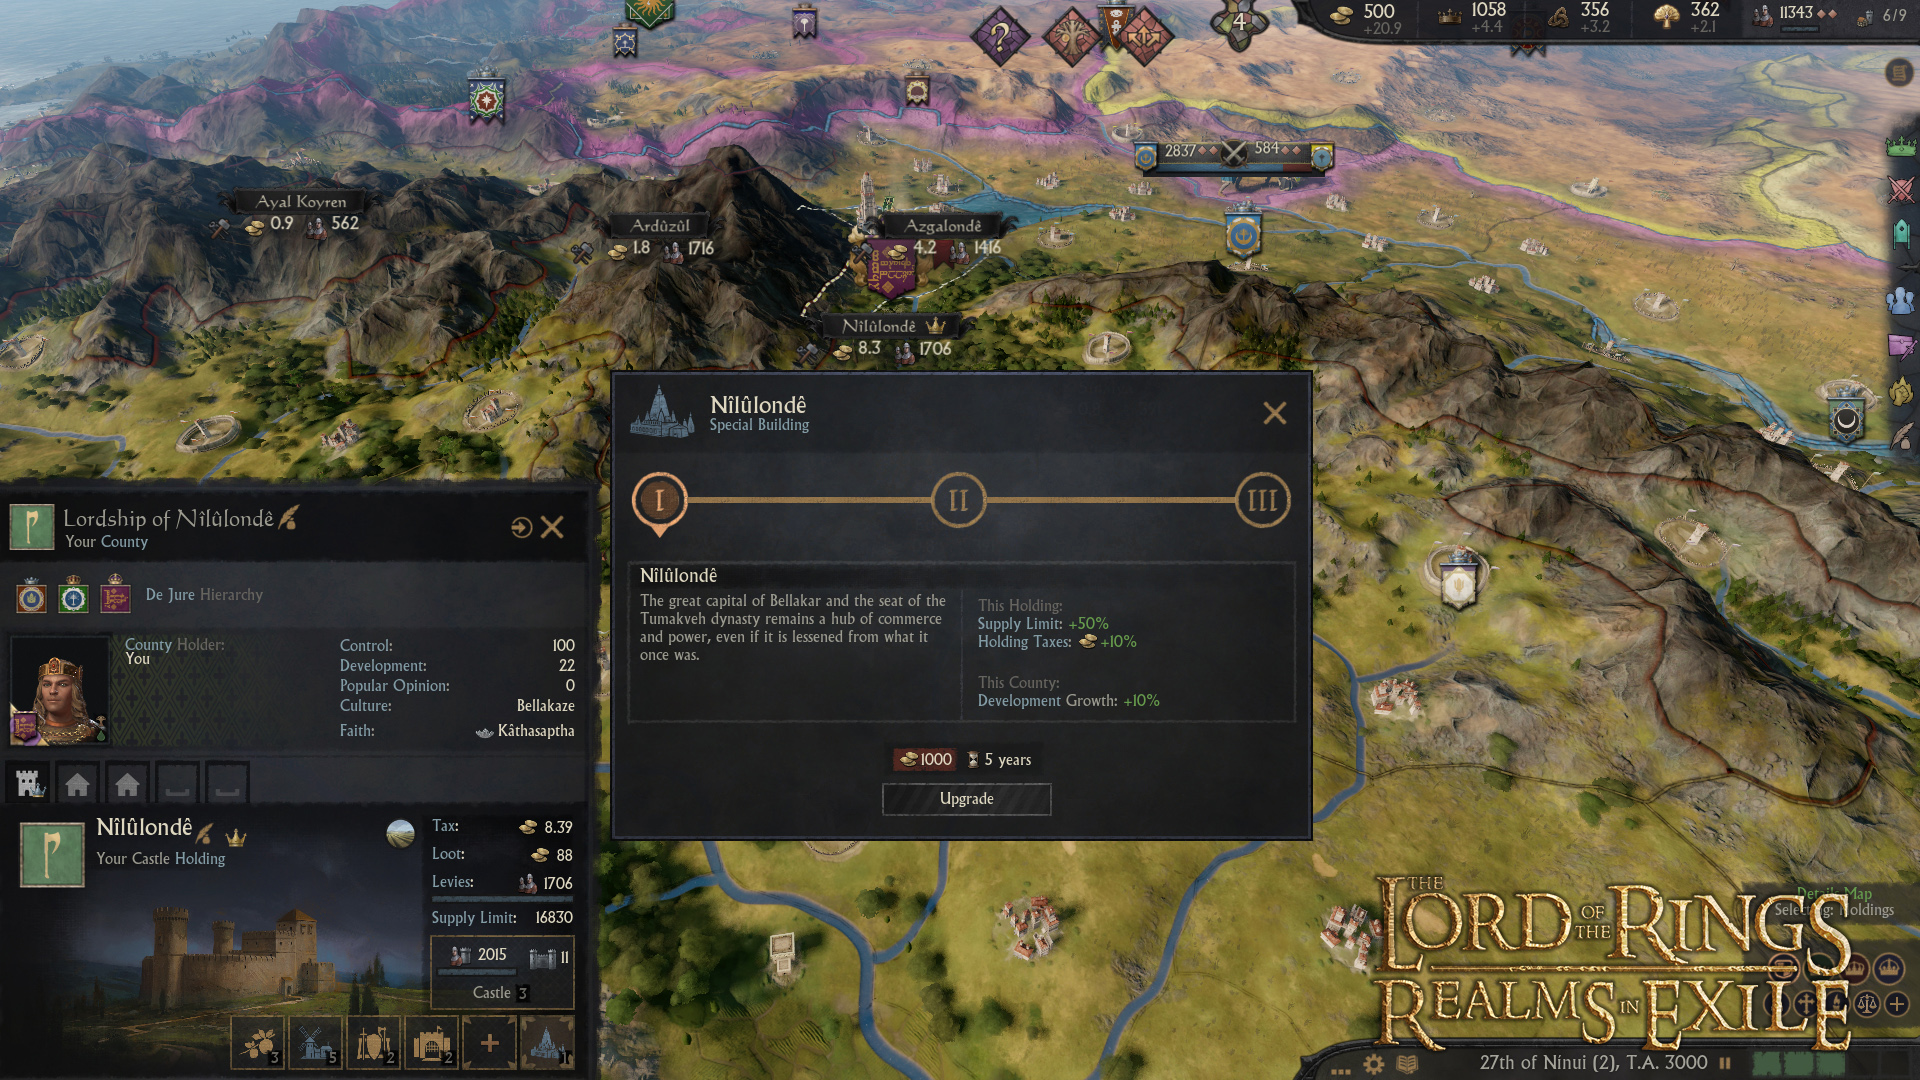 500
+20.9
1058
+4.4
356
+3.2
362
+2.1
11343
6/9
4
?
2837
584
Ayal Koyren
0.9
562
Ardûzûl
1.8
1716
Azgalondê
4.2
1416
Nîlûlondê
8.3
1706
Nîlûlondê
Special Building
I
II
III
Nîlûlondê
The great capital of Bellakar and the seat of the
Tumakveh dynasty remains a hub of commerce
and power, even if it is lessened from what it
once was.
This Holding:
Supply Limit: +50%
Holding Taxes: +10%
This County:
Development Growth: +10%
1000
5 years
Upgrade
Lordship of Nîlûlondê
Your County
De Jure Hierarchy
County Holder:
You
Control: 100
Development: 22
Popular Opinion: 0
Culture: Bellakaze
Faith: Kâthasaptha
Nîlûlondê
Your Castle Holding
Tax: 8.39
Loot: 88
Levies: 1706
Supply Limit: 16830
2015
11
Castle 3
3
5
2
2
1
THE
LORD OF THE RINGS
REALMS IN EXILE
27th of Nínui (2), T.A. 3000